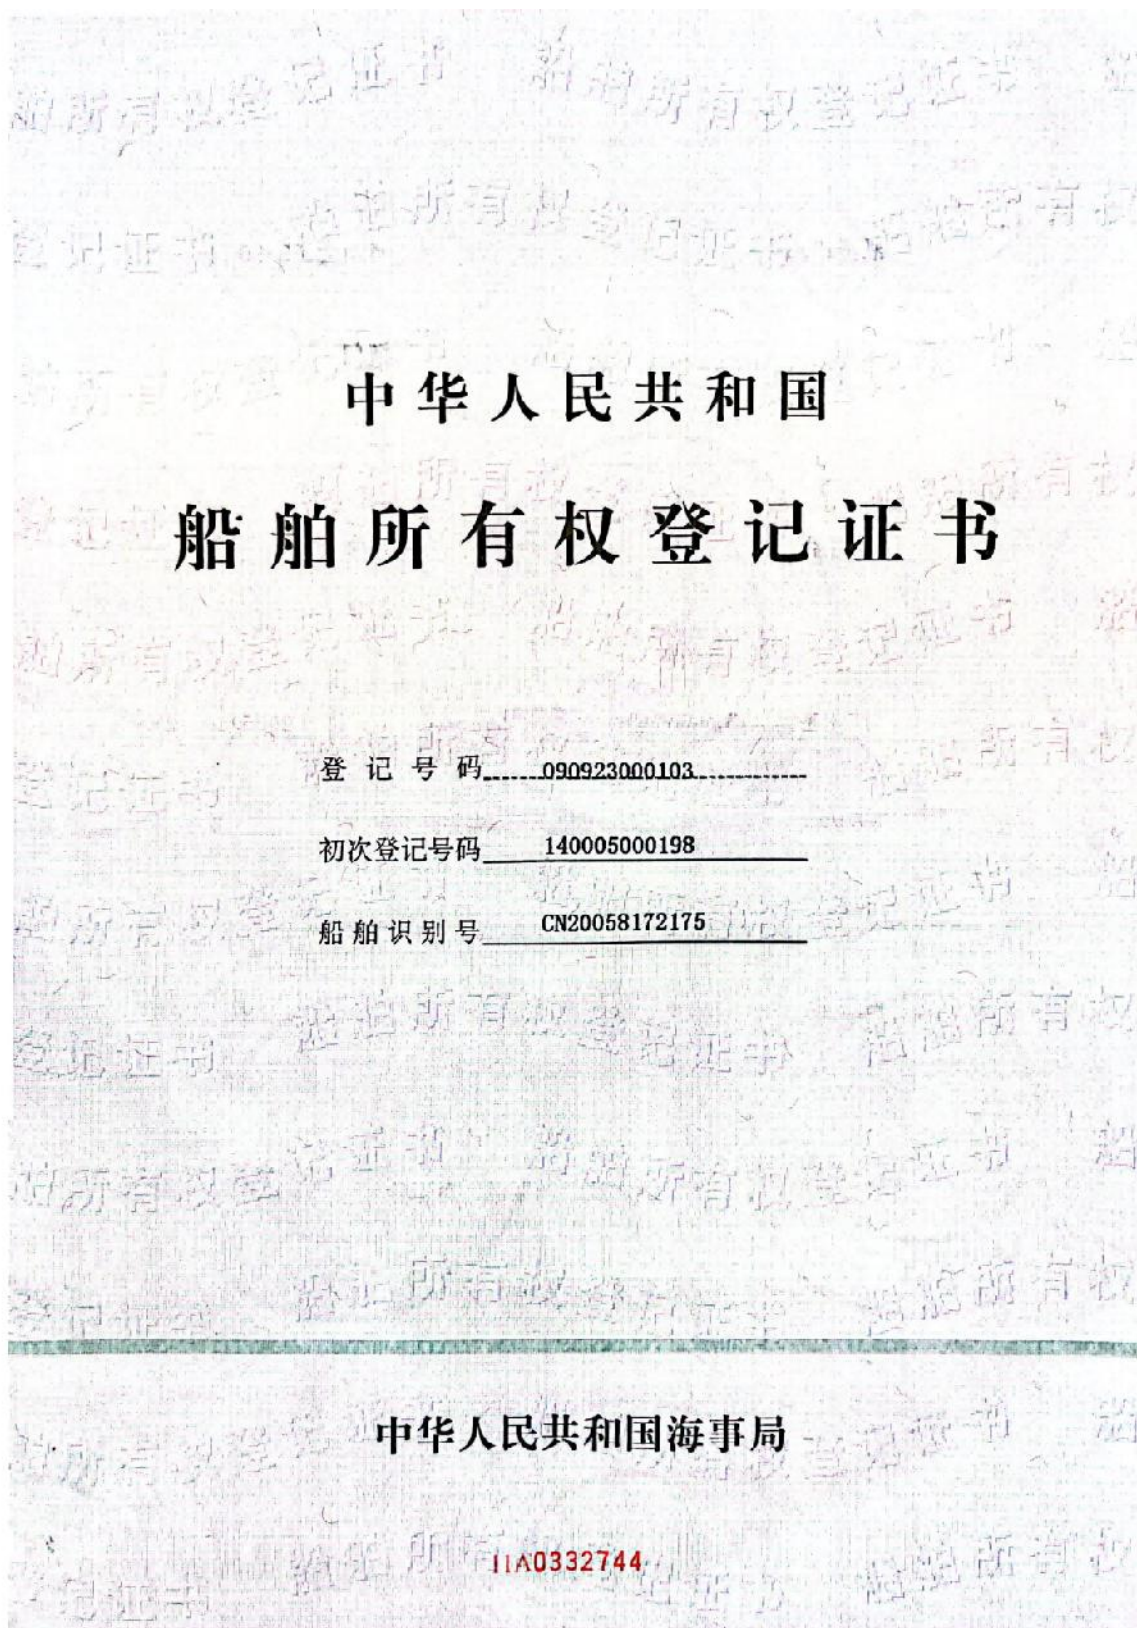 中华人民共和国
船舶所有权登记证书
登记号码 090923000103
初次登记号码 140005000198
船舶识别号 CN20058172175
中华人民共和国海事局
IIA0332744